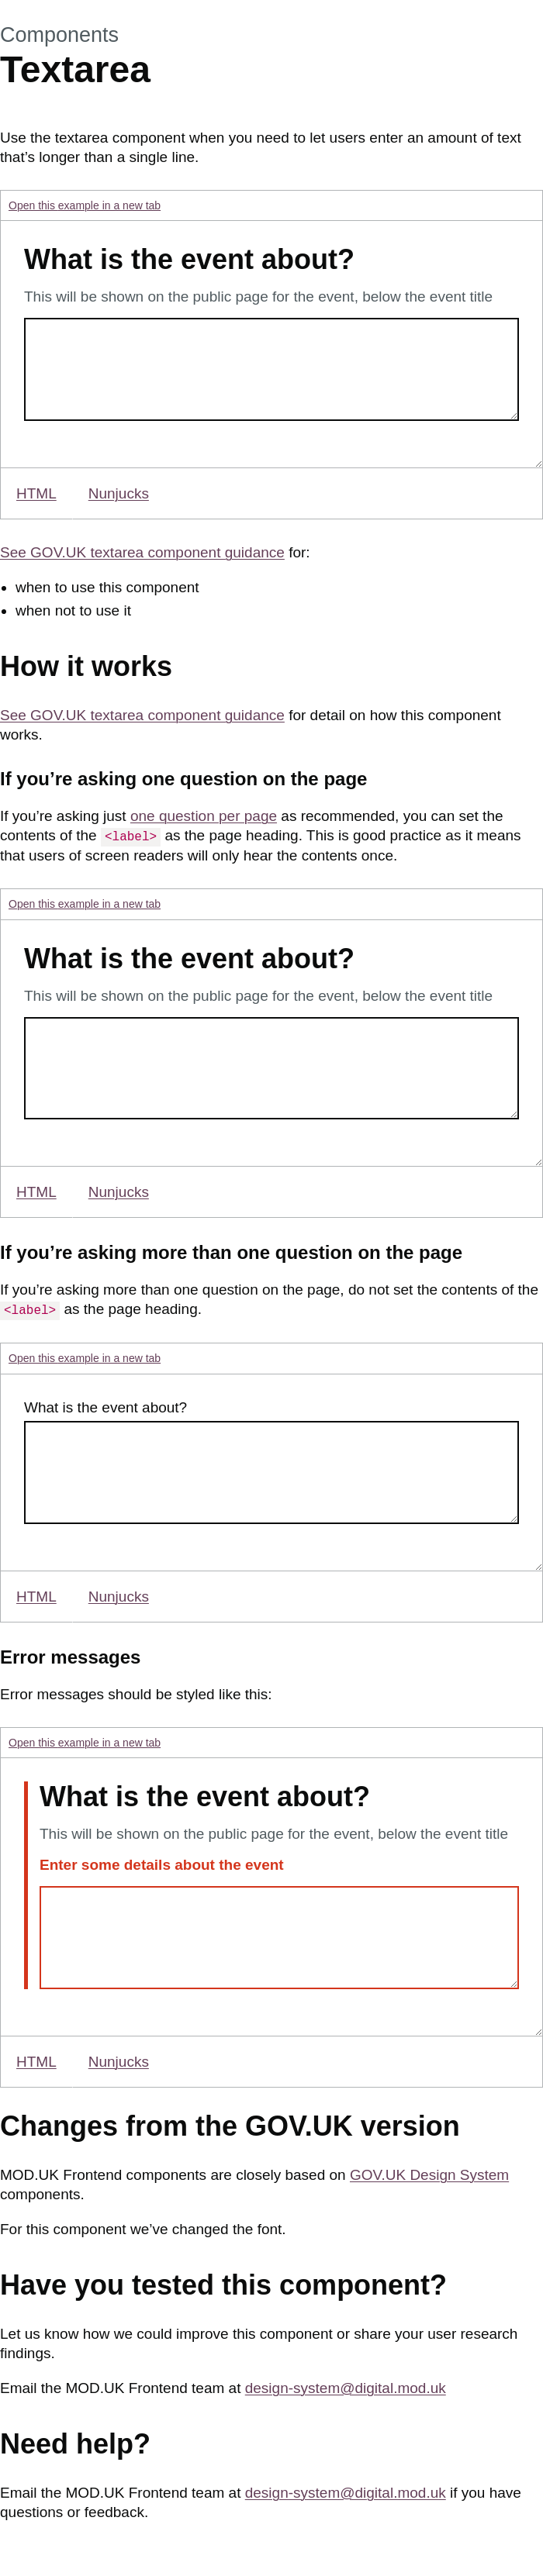 Components
Textarea
Use the textarea component when you need to let users enter an amount of text
that’s longer than a single line.
Open this example in a new tab
What is the event about?
This will be shown on the public page for the event, below the event title
HTML Nunjucks
See GOV.UK textarea component guidance for:
• when to use this component
• when not to use it
How it works
See GOV.UK textarea component guidance for detail on how this component
works.
If you’re asking one question on the page
If you’re asking just one question per page as recommended, you can set the
contents of the <label> as the page heading. This is good practice as it means
that users of screen readers will only hear the contents once.
Open this example in a new tab
What is the event about?
This will be shown on the public page for the event, below the event title
HTML Nunjucks
If you’re asking more than one question on the page
If you’re asking more than one question on the page, do not set the contents of the
<label> as the page heading.
Open this example in a new tab
What is the event about?
HTML Nunjucks
Error messages
Error messages should be styled like this:
Open this example in a new tab
What is the event about?
This will be shown on the public page for the event, below the event title
Enter some details about the event
HTML Nunjucks
Changes from the GOV.UK version
MOD.UK Frontend components are closely based on GOV.UK Design System
components.
For this component we’ve changed the font.
Have you tested this component?
Let us know how we could improve this component or share your user research
findings.
Email the MOD.UK Frontend team at design-system@digital.mod.uk
Need help?
Email the MOD.UK Frontend team at design-system@digital.mod.uk if you have
questions or feedback.